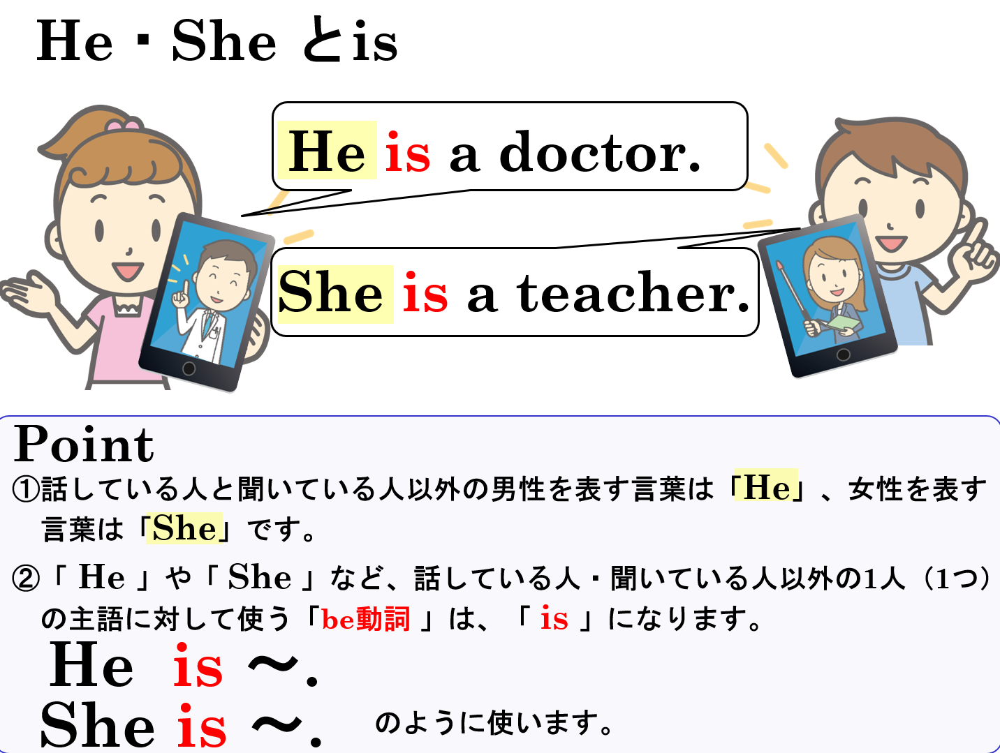 He・She とis
He is a doctor.
She is a teacher.
Point
①話している人と聞いている人以外の男性を表す言葉は「He」、女性を表す
言葉は「She」です。
②「 He 」や「 She 」など、話している人・聞いている人以外の1人（1つ）
の主語に対して使う「be動詞 」は、「 is 」になります。
He is ～.
She is ～. のように使います。